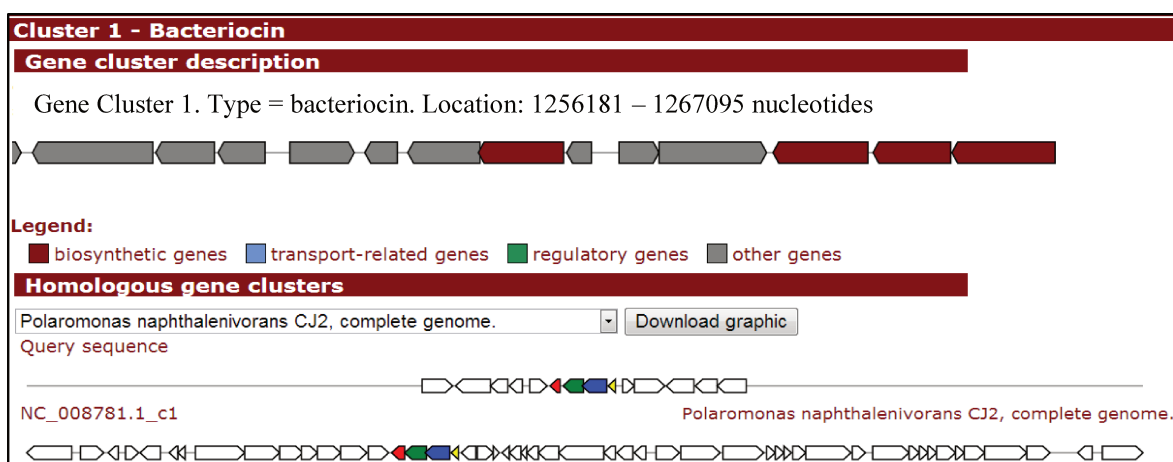 Cluster 1 - Bacteriocin
Gene cluster description
Gene Cluster 1. Type = bacteriocin. Location: 1256181 – 1267095 nucleotides
Legend:
biosynthetic genes transport-related genes regulatory genes other genes
Homologous gene clusters
Polaromonas naphthalenivorans CJ2, complete genome. Download graphic
Query sequence
NC_008781.1_c1 Polaromonas naphthalenivorans CJ2, complete genome.